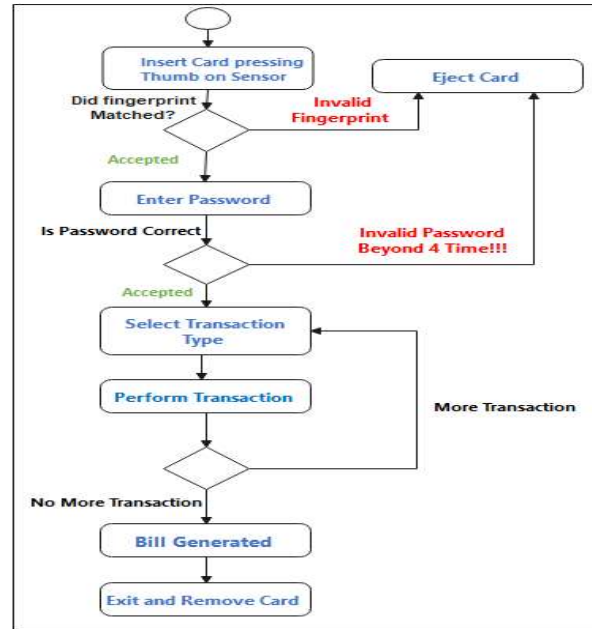 Insert Card pressing
Thumb on Sensor
Eject Card
Did fingerprint
Matched?
Invalid
Fingerprint
Accepted
Enter Password
Is Password Correct
Invalid Password
Beyond 4 Time!!!
Accepted
Select Transaction
Type
Perform Transaction
More Transaction
No More Transaction
Bill Generated
Exit and Remove Card